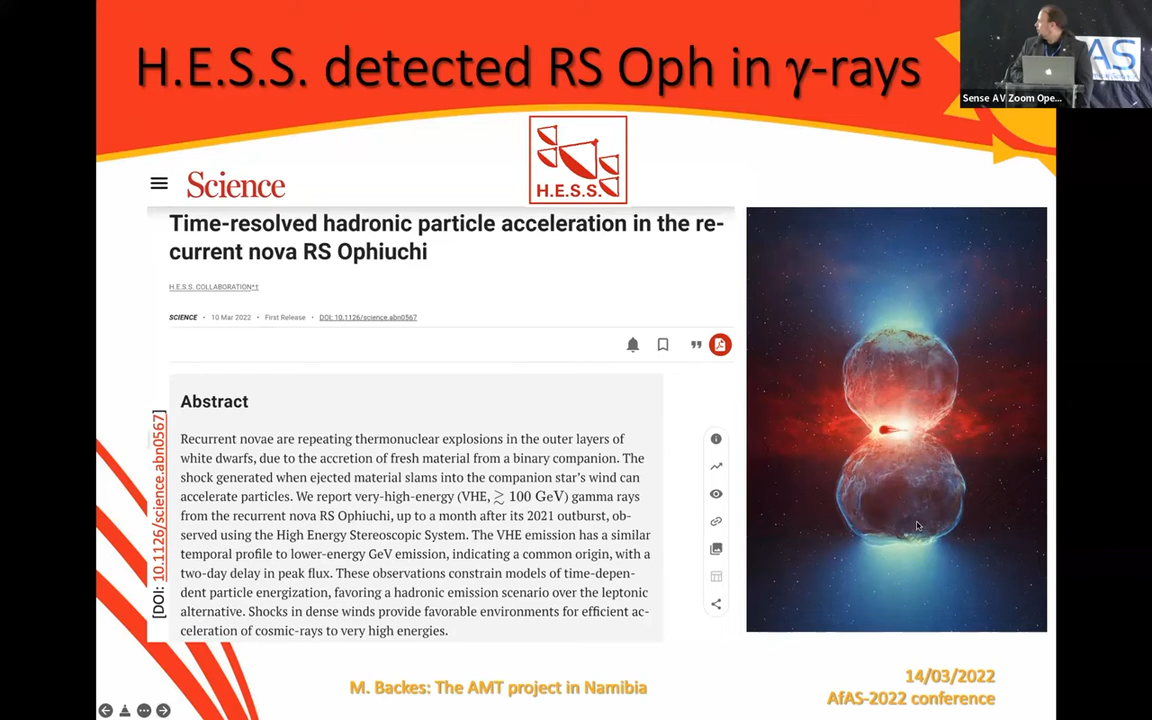 H.E.S.S. detected RS Oph in γ-rays
AS
Sense AV Zoom Ope...
H.E.S.S.
Science
Time-resolved hadronic particle acceleration in the re-
current nova RS Ophiuchi
H.E.S.S. COLLABORATION*†
SCIENCE • 10 Mar 2022 • First Release • DOI: 10.1126/science.abn0567
Abstract
Recurrent novae are repeating thermonuclear explosions in the outer layers of
white dwarfs, due to the accretion of fresh material from a binary companion. The
shock generated when ejected material slams into the companion star's wind can
accelerate particles. We report very-high-energy (VHE, ≳ 100 GeV) gamma rays
from the recurrent nova RS Ophiuchi, up to a month after its 2021 outburst, ob-
served using the High Energy Stereoscopic System. The VHE emission has a similar
temporal profile to lower-energy GeV emission, indicating a common origin, with a
two-day delay in peak flux. These observations constrain models of time-depen-
dent particle energization, favoring a hadronic emission scenario over the leptonic
alternative. Shocks in dense winds provide favorable environments for efficient ac-
celeration of cosmic-rays to very high energies.
[DOI: 10.1126/science.abn0567]
M. Backes: The AMT project in Namibia
14/03/2022
AfAS-2022 conference